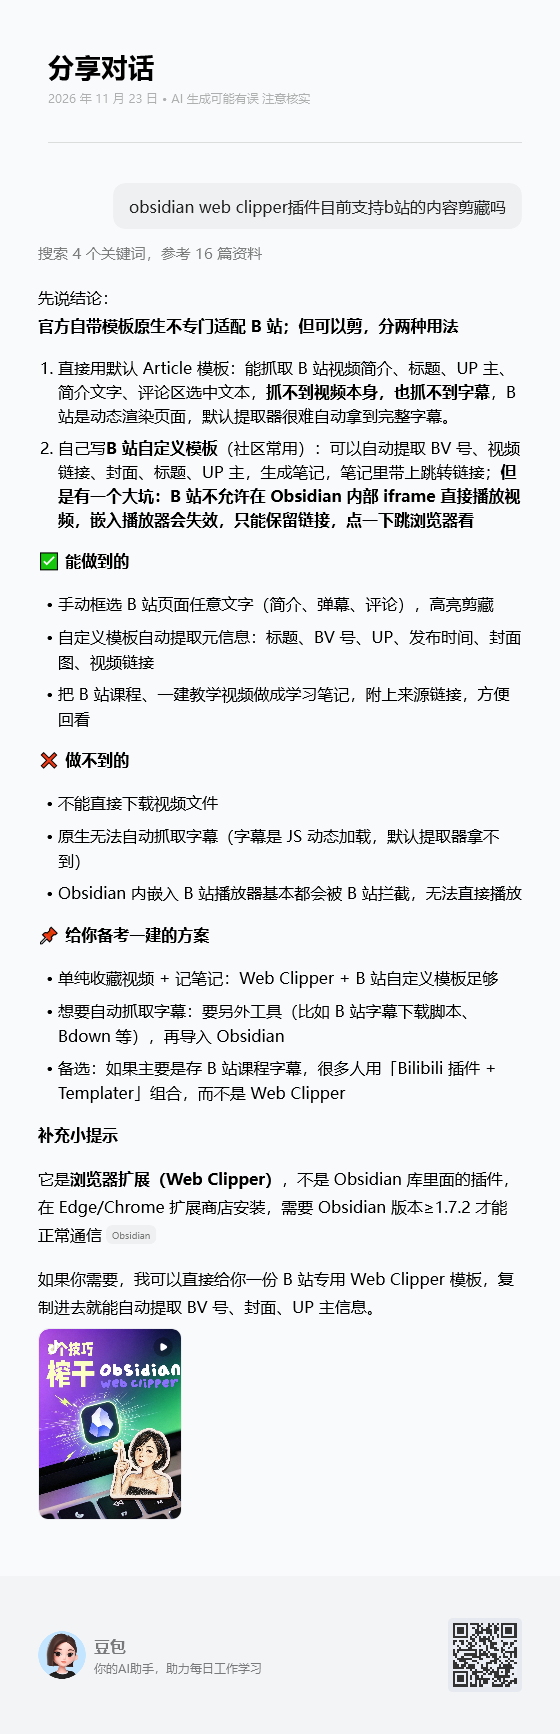 分享对话
2026 年 11 月 23 日 • AI 生成可能有误 注意核实
obsidian web clipper插件目前支持b站的内容剪藏吗
搜索 4 个关键词，参考 16 篇资料
先说结论：
官方自带模板原生不专门适配 B 站；但可以剪，分两种用法
1. 直接用默认 Article 模板：能抓取 B 站视频简介、标题、UP 主、
简介文字、评论区选中文本，抓不到视频本身，也抓不到字幕，B
站是动态渲染页面，默认提取器很难自动拿到完整字幕。
2. 自己写B 站自定义模板（社区常用）：可以自动提取 BV 号、视频
链接、封面、标题、UP 主，生成笔记，笔记里带上跳转链接；但
是有一个大坑：B 站不允许在 Obsidian 内部 iframe 直接播放视
频，嵌入播放器会失效，只能保留链接，点一下跳浏览器看
✅ 能做到的
• 手动框选 B 站页面任意文字（简介、弹幕、评论），高亮剪藏
• 自定义模板自动提取元信息：标题、BV 号、UP、发布时间、封面
图、视频链接
• 把 B 站课程、一建教学视频做成学习笔记，附上来源链接，方便
回看
❌ 做不到的
• 不能直接下载视频文件
• 原生无法自动抓取字幕（字幕是 JS 动态加载，默认提取器拿不
到）
• Obsidian 内嵌入 B 站播放器基本都会被 B 站拦截，无法直接播放
📌 给你备考一建的方案
• 单纯收藏视频 + 记笔记：Web Clipper + B 站自定义模板足够
• 想要自动抓取字幕：要另外工具（比如 B 站字幕下载脚本、
Bdown 等），再导入 Obsidian
• 备选：如果主要是存 B 站课程字幕，很多人用「Bilibili 插件 +
Templater」组合，而不是 Web Clipper
补充小提示
它是浏览器扩展（Web Clipper），不是 Obsidian 库里面的插件，
在 Edge/Chrome 扩展商店安装，需要 Obsidian 版本≥1.7.2 才能
正常通信 Obsidian
如果你需要，我可以直接给你一份 B 站专用 Web Clipper 模板，复
制进去就能自动提取 BV 号、封面、UP 主信息。
个技巧
榨干 Obsidian
web clipper
豆包
你的AI助手，助力每日工作学习